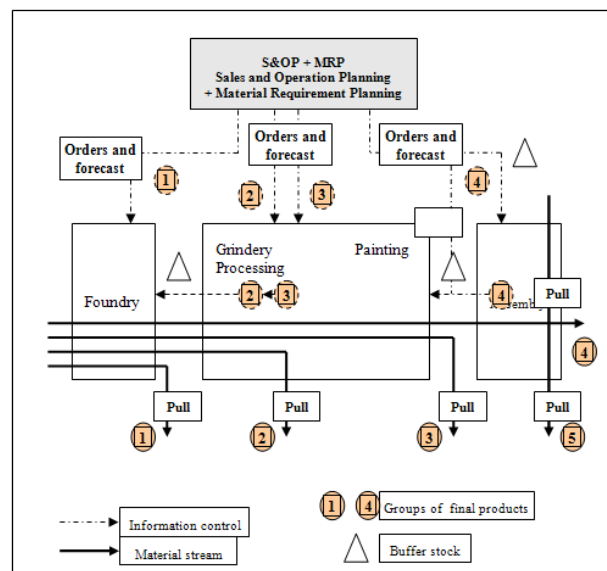 S&OP + MRP
Sales and Operation Planning
+ Material Requirement Planning
Orders and
forecast
Orders and
forecast
Orders and
forecast
1
2
3
4
Grindery
Processing
Painting
Foundry
2
3
4
Pull
4
Pull
Pull
Pull
Pull
1
2
3
5
1
4
Groups of final products
Information control
Material stream
Buffer stock